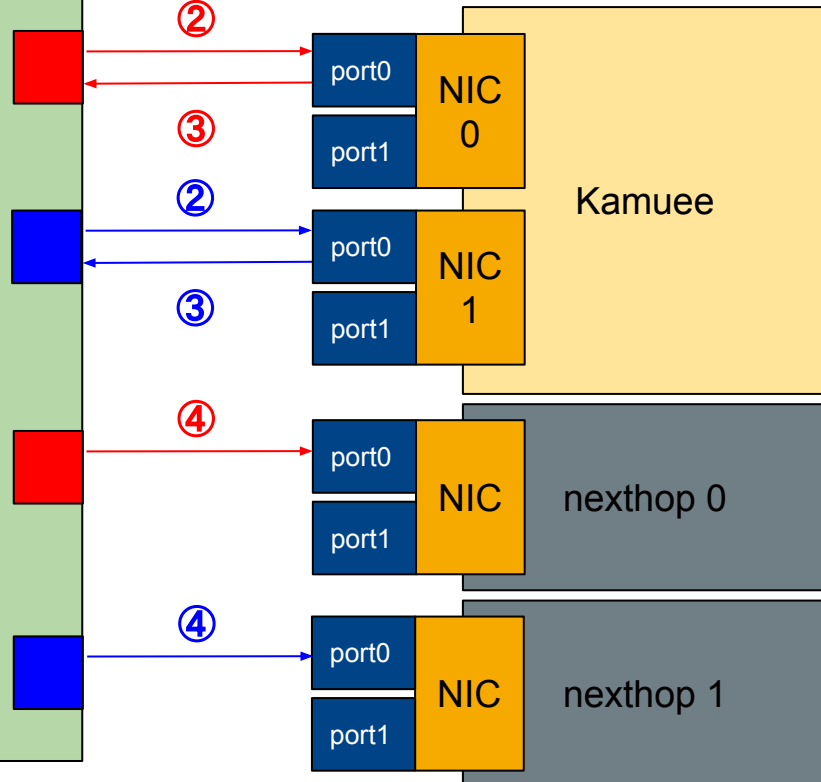 ②
port0
NIC
0
③
port1
Kamuee
②
port0
NIC
1
③
port1
④
port0
NIC
port1
nexthop 0
④
port0
NIC
port1
nexthop 1